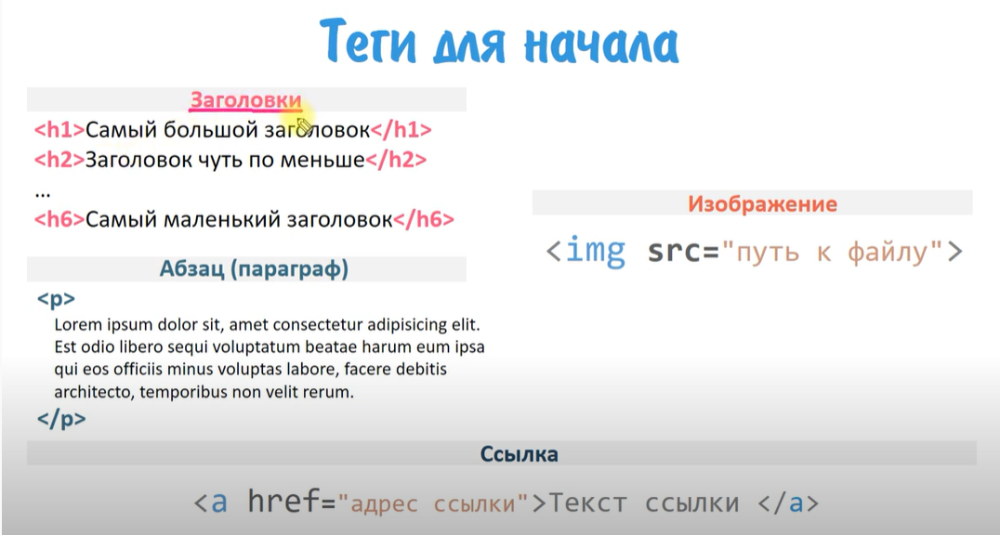 Теги для начала
Заголовки
<h1>Самый большой заголовок</h1>
<h2>Заголовок чуть по меньше</h2>
...
<h6>Самый маленький заголовок</h6>
Абзац (параграф)
<p>
Lorem ipsum dolor sit, amet consectetur adipisicing elit.
Est odio libero sequi voluptatum beatae harum eum ipsa
qui eos officiis minus voluptas labore, facere debitis
architecto, temporibus non velit rerum.
</p>
Изображение
<img src="путь к файлу">
Ссылка
<a href="адрес ссылки">Текст ссылки </a>